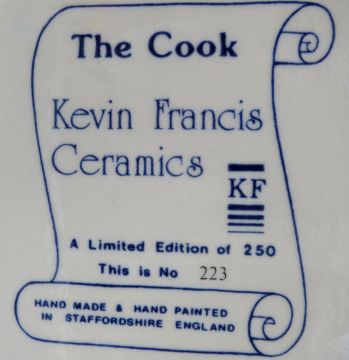 The Cook
Kevin Francis
Ceramics
KF
A Limited Edition of 250
This is No 223
HAND MADE & HAND PAINTED
IN STAFFORDSHIRE ENGLAND